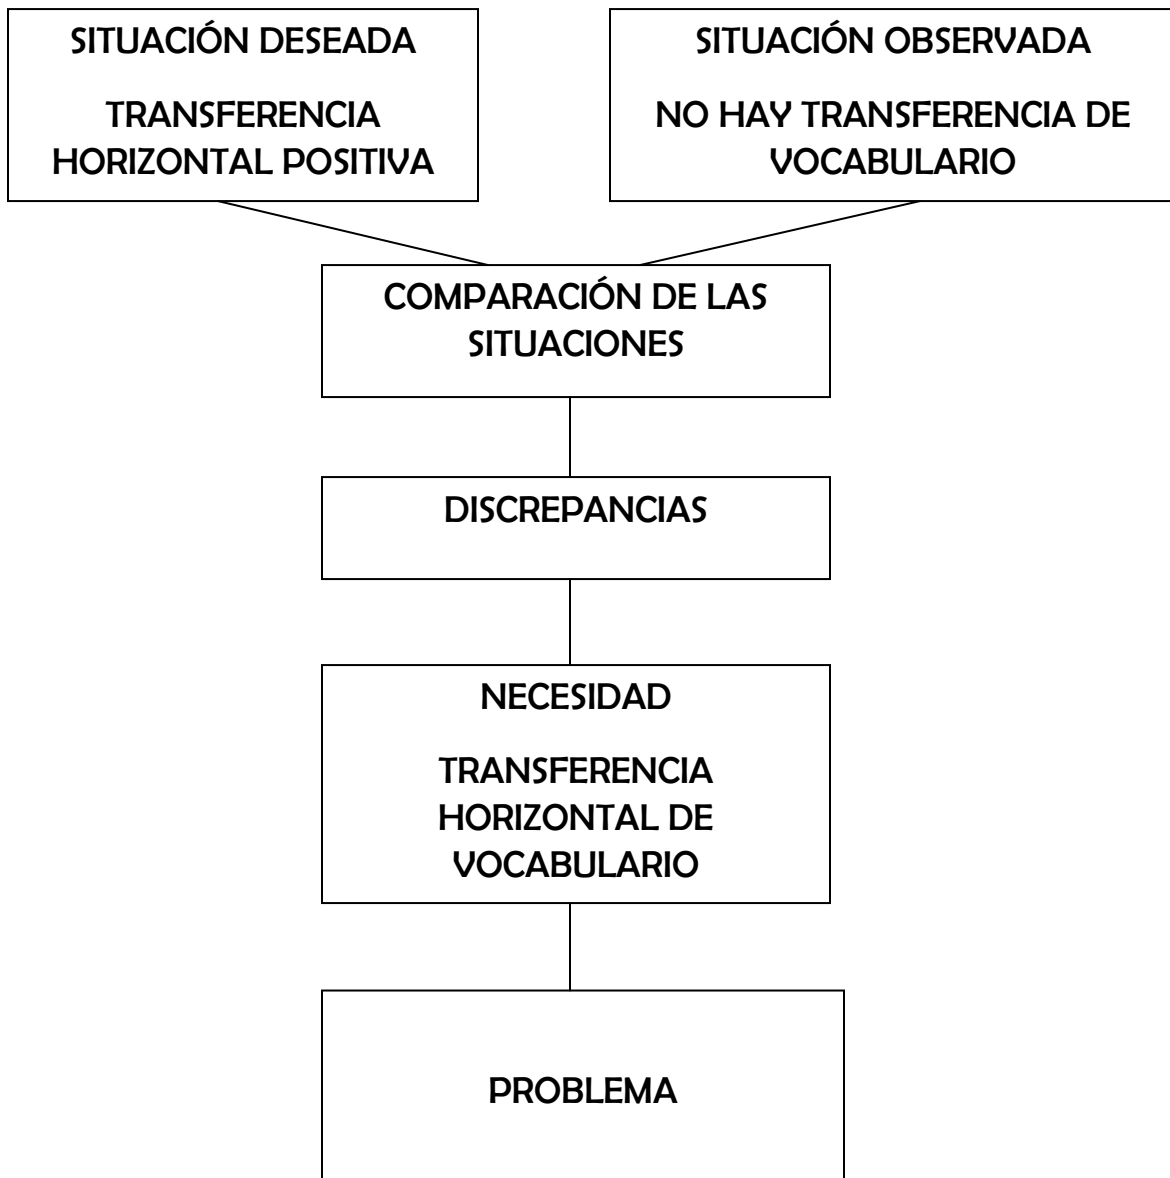 SITUACIÓN DESEADA
TRANSFERENCIA
HORIZONTAL POSITIVA
SITUACIÓN OBSERVADA
NO HAY TRANSFERENCIA DE
VOCABULARIO
COMPARACIÓN DE LAS
SITUACIONES
DISCREPANCIAS
NECESIDAD
TRANSFERENCIA
HORIZONTAL DE
VOCABULARIO
PROBLEMA